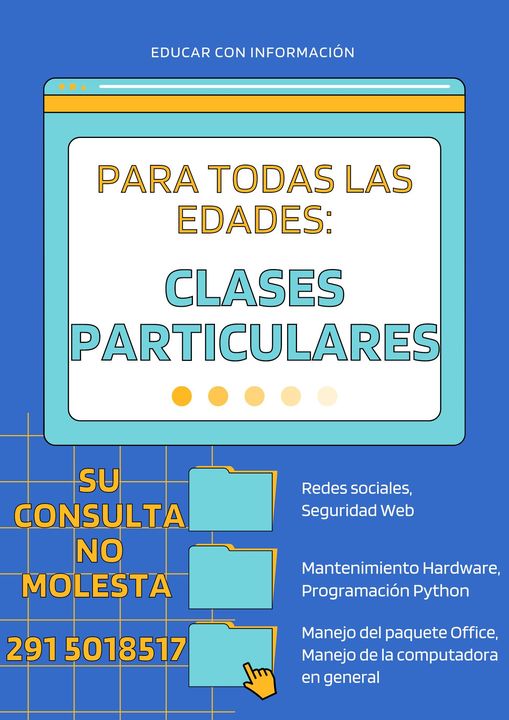 EDUCAR CON INFORMACIÓN
PARA TODAS LAS
EDADES:
CLASES
PARTICULARES
SU
CONSULTA
NO
MOLESTA
291 5018517
Redes sociales,
Seguridad Web
Mantenimiento Hardware,
Programación Python
Manejo del paquete Office,
Manejo de la computadora
en general